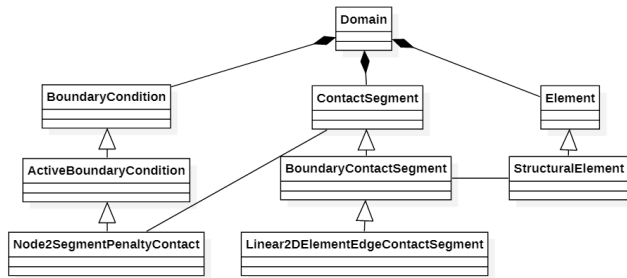 Domain
BoundaryCondition
ContactSegment
Element
ActiveBoundaryCondition
BoundaryContactSegment
StructuralElement
Node2SegmentPenaltyContact
Linear2DElementEdgeContactSegment